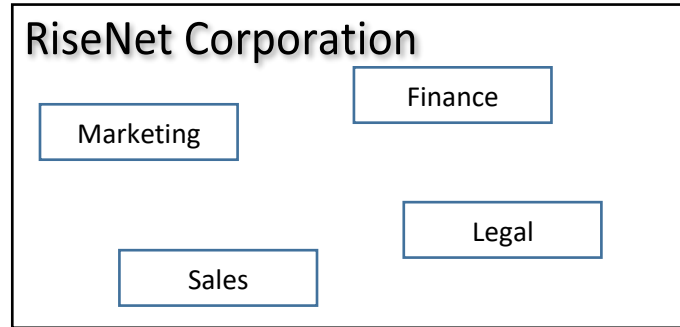 RiseNet Corporation
Finance
Marketing
Legal
Sales